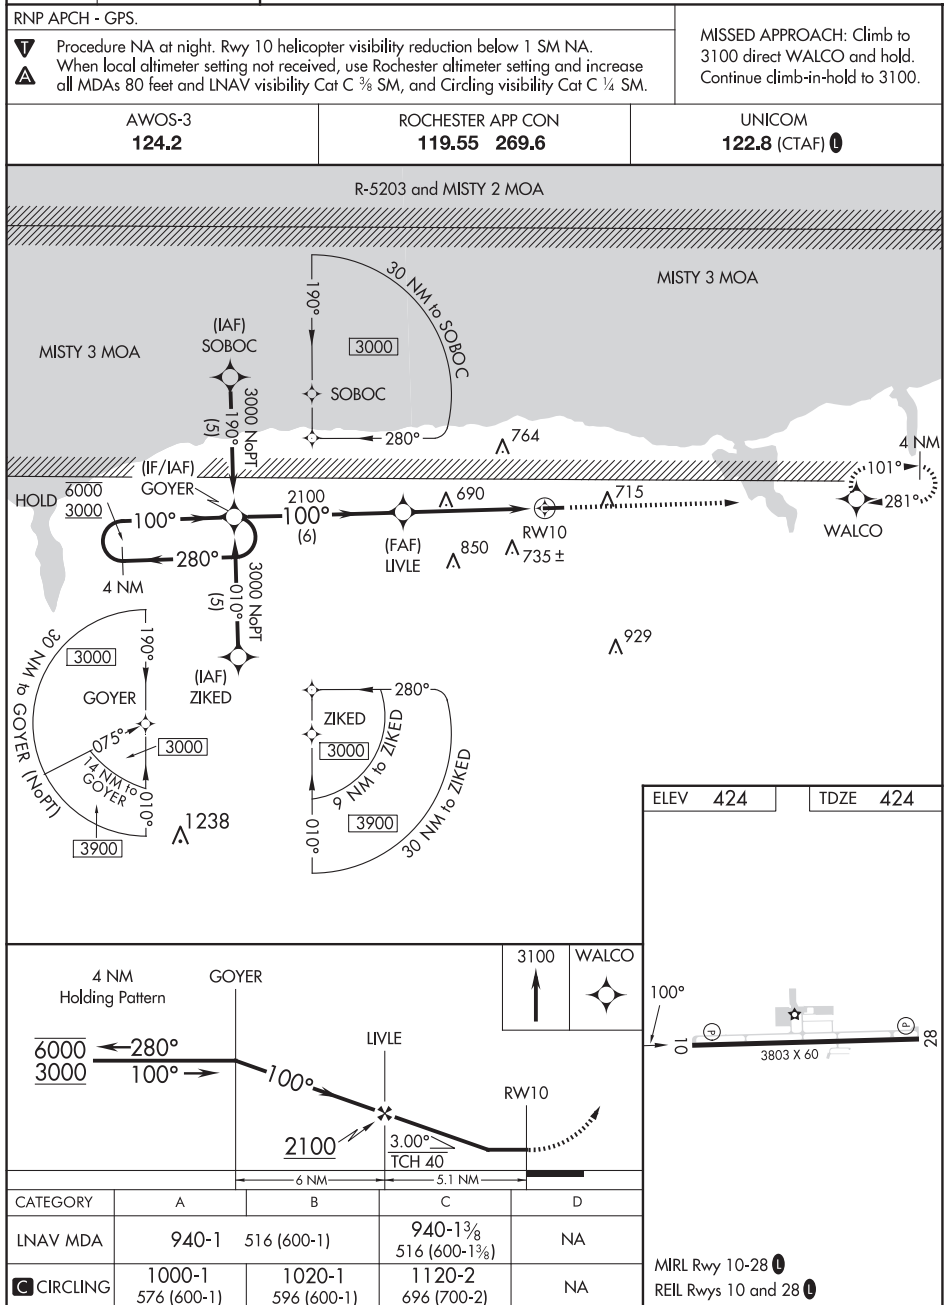 RNP APCH - GPS.
T
A
Procedure NA at night. Rwy 10 helicopter visibility reduction below 1 SM NA.
When local altimeter setting not received, use Rochester altimeter setting and increase
all MDAs 80 feet and LNAV visibility Cat C ⅜ SM, and Circling visibility Cat C ¼ SM.
MISSED APPROACH: Climb to
3100 direct WALCO and hold.
Continue climb-in-hold to 3100.
AWOS-3
124.2
ROCHESTER APP CON
119.55 269.6
UNICOM
122.8 (CTAF) L
R-5203 and MISTY 2 MOA
MISTY 3 MOA
MISTY 3 MOA
(IAF)
SOBOC
3000 NoPT
190°
(5)
190°
30 NM to SOBOC
3000
SOBOC
280°
764
4 NM
101°
281°
WALCO
(IF/IAF)
GOYER
HOLD
6000
3000
100°
280°
4 NM
2100
100°
(6)
690
715
RW10
(FAF)
LIVLE
850
735 ±
3000 NoPT
010°
(5)
(IAF)
ZIKED
929
30 NM to GOYER (NoPT)
190°
3000
GOYER
075°
3000
14 NM to
GOYER
010°
3900
1238
280°
ZIKED
3000
9 NM to ZIKED
010°
3900
30 NM to ZIKED
ELEV 424
TDZE 424
100°
10
P
P
28
3803 X 60
MIRL Rwy 10-28 L
REIL Rwys 10 and 28 L
4 NM
Holding Pattern
GOYER
3100
WALCO
6000
3000
280°
100°
100°
LIVLE
RW10
2100
3.00°
TCH 40
6 NM
5.1 NM
CATEGORY A B C D
LNAV MDA 940-1 516 (600-1) 940-1⅜ NA
516 (600-1⅜)
C CIRCLING 1000-1 1020-1 1120-2 NA
576 (600-1) 596 (600-1) 696 (700-2)